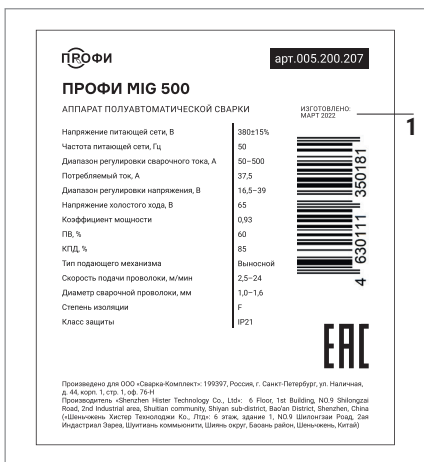 ПРОФИ
арт.005.200.207
ПРОФИ MIG 500
АППАРАТ ПОЛУАВТОМАТИЧЕСКОЙ СВАРКИ
ИЗГОТОВЛЕНО:
МАРТ 2022
1
Напряжение питающей сети, В 380±15%
Частота питающей сети, Гц 50
Диапазон регулировки сварочного тока, А 50–500
Потребляемый ток, А 37,5
Диапазон регулировки напряжения, В 16,5–39
Напряжение холостого хода, В 65
Коэффициент мощности 0,93
ПВ, % 60
КПД, % 85
Тип подающего механизма Выносной
Скорость подачи проволоки, м/мин 2,5–24
Диаметр сварочной проволоки, мм 1,0–1,6
Степень изоляции F
Класс защиты IP21
4 630111 350181
EAC
Произведено для ООО «Сварка-Комплект»: 199397, Россия, г. Санкт-Петербург, ул. Наличная,
д. 44, корп. 1, стр. 1, оф. 76-Н
Производитель «Shenzhen Hister Technology Co., Ltd»: 6 Floor, 1st Building, NO.9 Shilongzai
Road, 2nd Industrial area, Shuitian community, Shiyan sub-district, Bao'an District, Shenzhen, China
(«Шеньчжень Хистер Технолоджи Ко., Лтд»: 6 этаж, здание 1, NO.9 Шилонгзаи Роад, 2ая
Индастриал Эареа, Шуитиань коммьюнити, Шиянь округ, Баоань район, Шеньчжень, Китай)